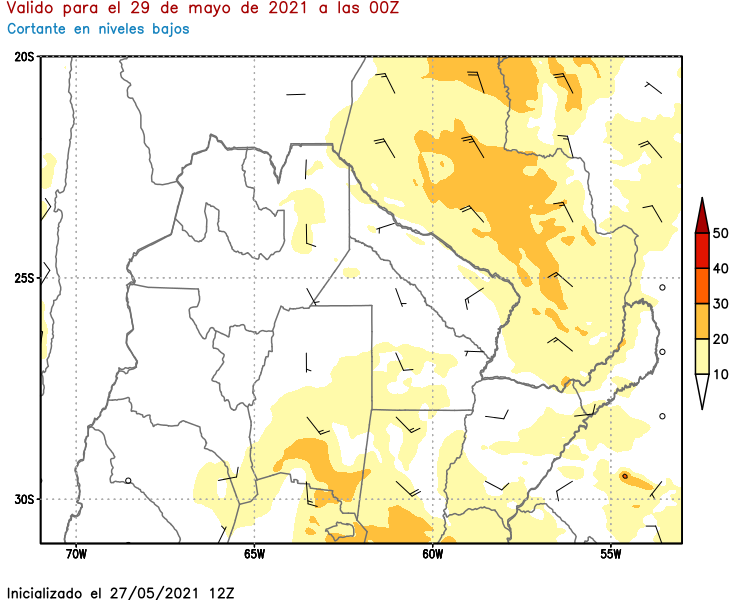 Valido para el 29 de mayo de 2021 a las 00Z
Cortante en niveles bajos
20S
25S
30S
70W
65W
60W
55W
50
40
30
20
10
Inicializado el 27/05/2021 12Z